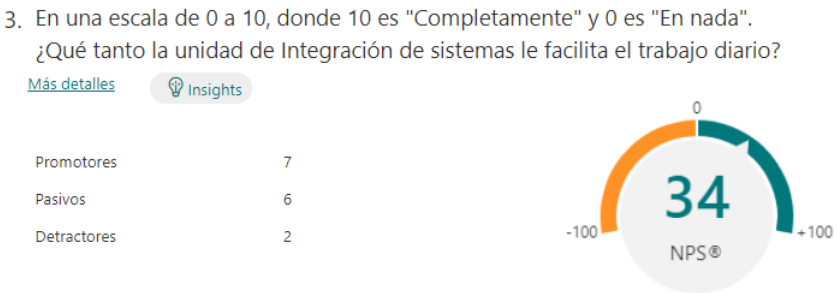 3. En una escala de 0 a 10, donde 10 es "Completamente" y 0 es "En nada".
¿Qué tanto la unidad de Integración de sistemas le facilita el trabajo diario?
Más detalles
Insights
Promotores 7
Pasivos 6
Detractores 2
0
34
-100
+100
NPS®